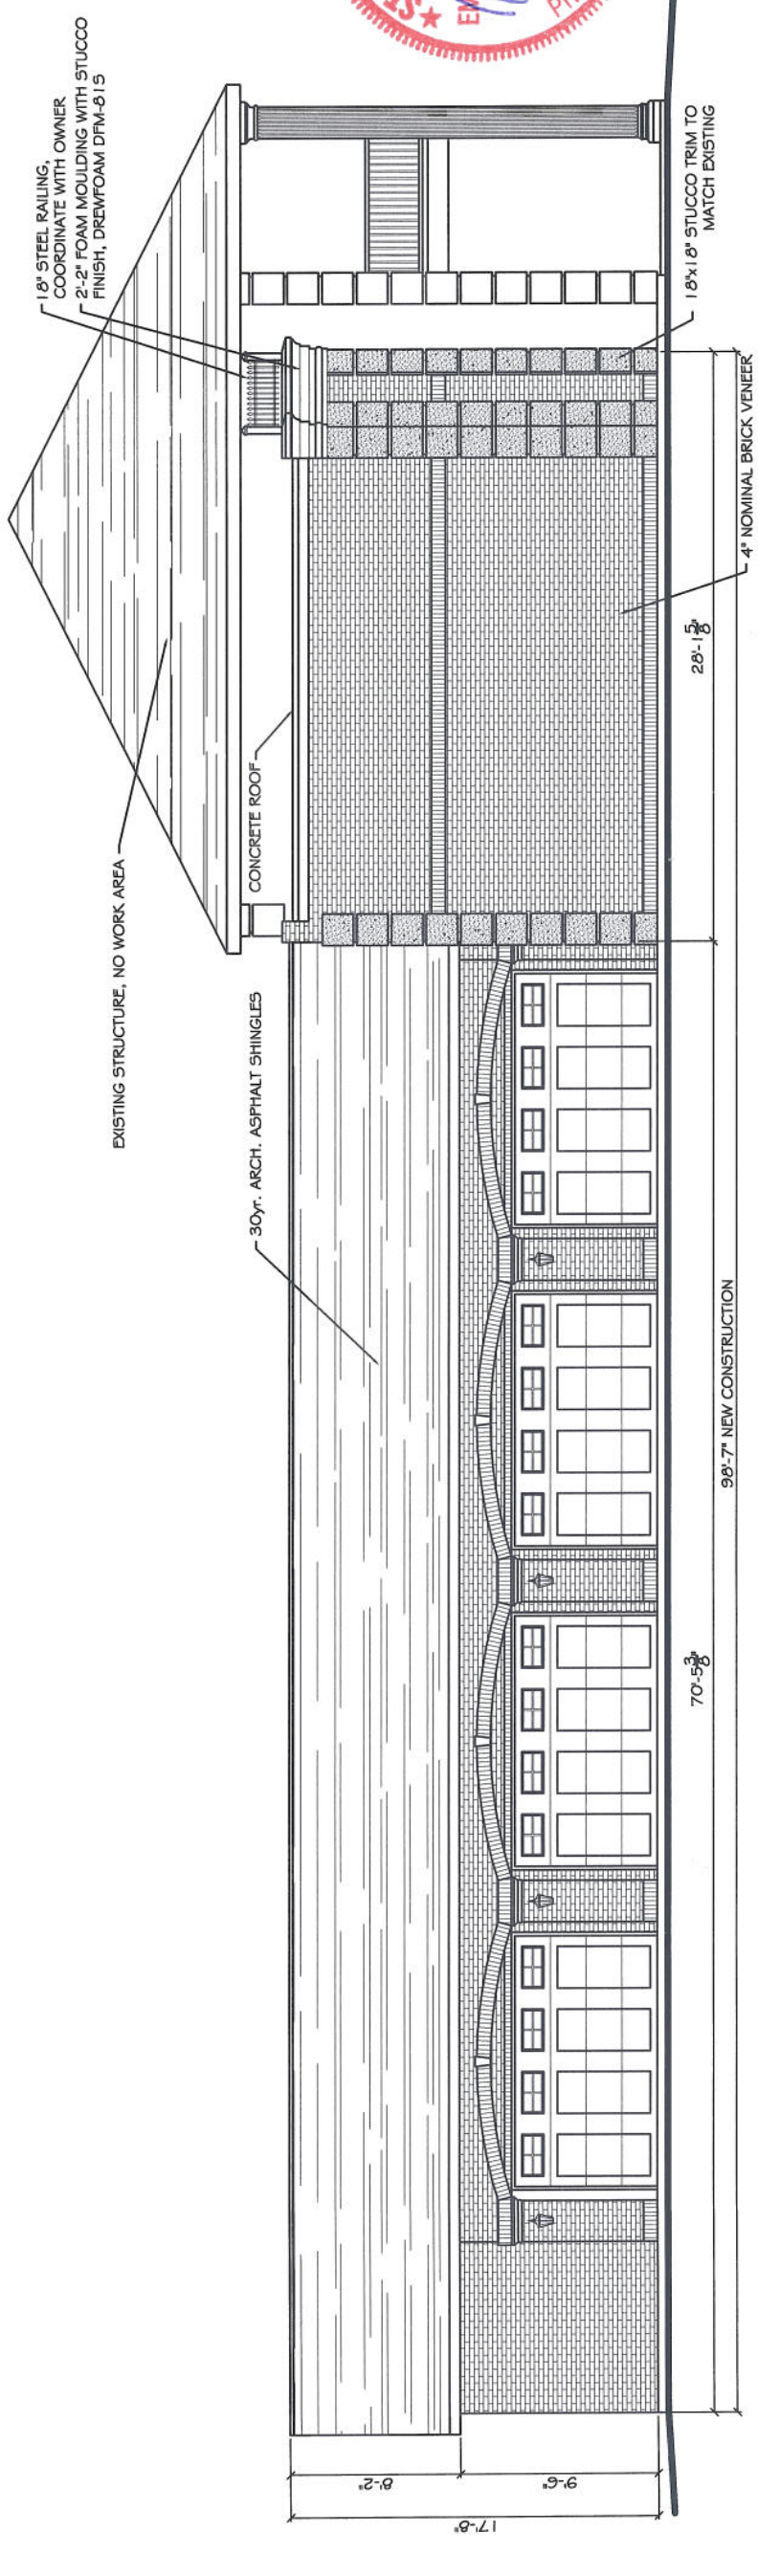 18" STEEL RAILING,
COORDINATE WITH OWNER
2'-2" FOAM MOULDING WITH STUCCO
FINISH, DREWFOAM DFM-815
EXISTING STRUCTURE, NO WORK AREA
CONCRETE ROOF
30yr. ARCH. ASPHALT SHINGLES
18"x18" STUCCO TRIM TO
MATCH EXISTING
4" NOMINAL BRICK VENEER
28'-1 5/8"
70'-5 3/8"
98'-7" NEW CONSTRUCTION
8'-2"
9'-6"
17'-8"